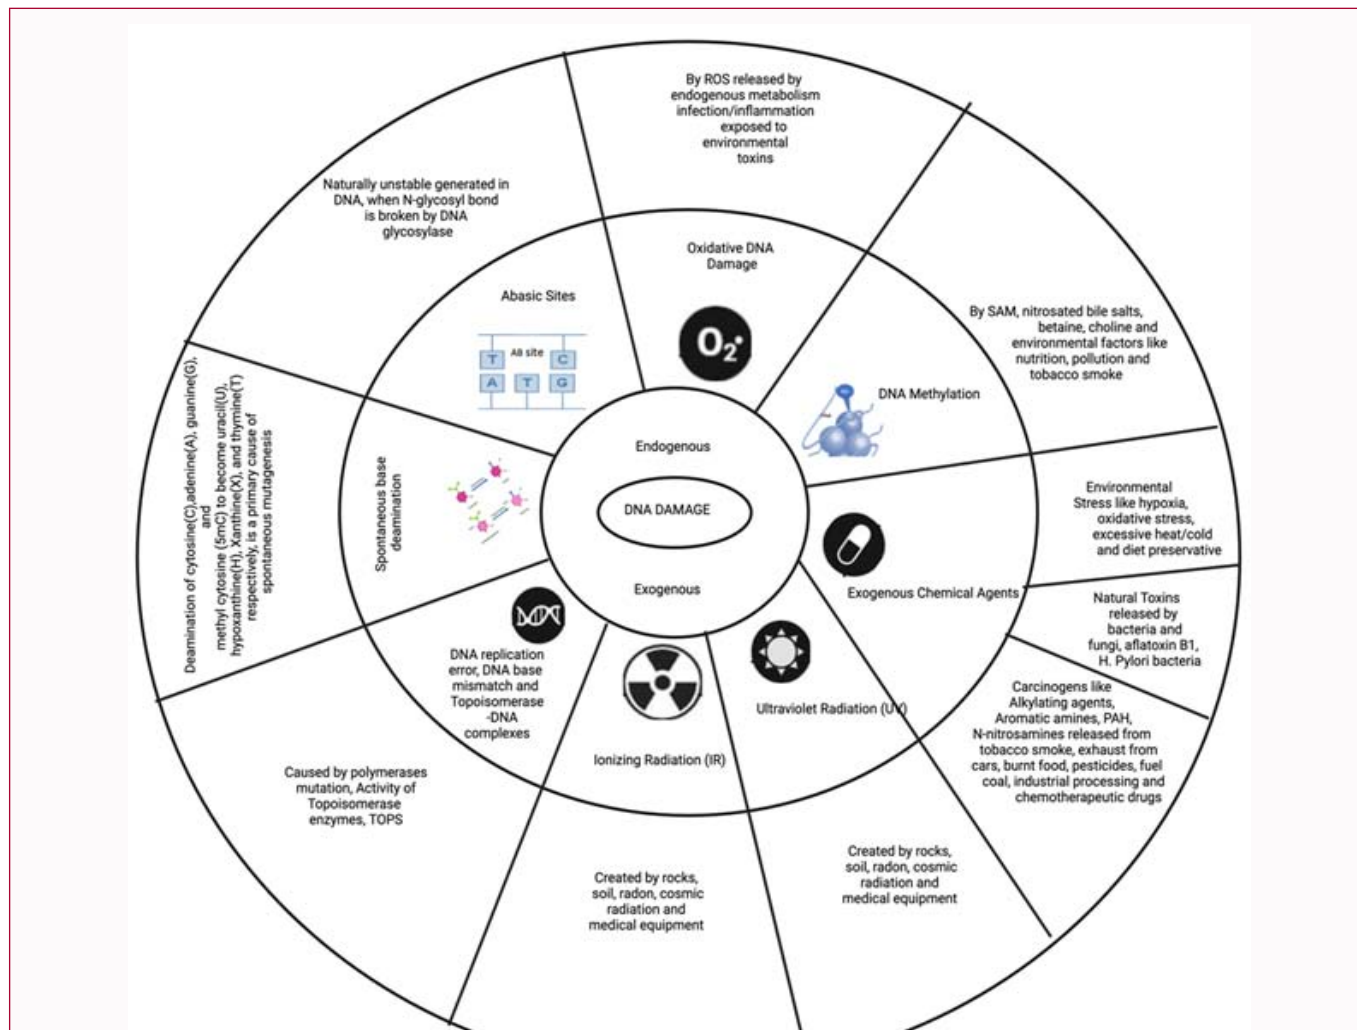 By ROS released by
endogenous metabolism
infection/inflammation
exposed to
environmental
toxins
Naturally unstable generated in
DNA, when N-glycosyl bond
is broken by DNA
glycosylase
Oxidative DNA
Damage
O2•
Abasic Sites
T
AB site
C
A
T
G
By SAM, nitrosated bile salts,
betaine, choline and
environmental factors like
nutrition, pollution and
tobacco smoke
DNA Methylation
Deamination of cytosine(C),adenine(A), guanine(G),
and
methyl cytosine (5mC) to become uracil(U),
hypoxanthine(H), Xanthine(X), and thymine(T)
respectively, is a primary cause of
spontaneous mutagenesis
Spontaneous base
deamination
Endogenous
DNA DAMAGE
Exogenous
Environmental
Stress like hypoxia,
oxidative stress,
excessive heat/cold
and diet preservative
Exogenous Chemical Agents
Natural Toxins
released by
bacteria and
fungi, aflatoxin B1,
H. Pylori bacteria
DNA replication
error, DNA base
mismatch and
Topoisomerase
-DNA
complexes
Carcinogens like
Alkylating agents,
Aromatic amines, PAH,
N-nitrosamines released from
tobacco smoke, exhaust from
cars, burnt food, pesticides, fuel
coal, industrial processing and
chemotherapeutic drugs
Ultraviolet Radiation (UV)
Ionizing Radiation (IR)
Caused by polymerases
mutation, Activity of
Topoisomerase
enzymes, TOPS
Created by rocks,
soil, radon, cosmic
radiation and
medical equipment
Created by rocks,
soil, radon, cosmic
radiation and
medical equipment